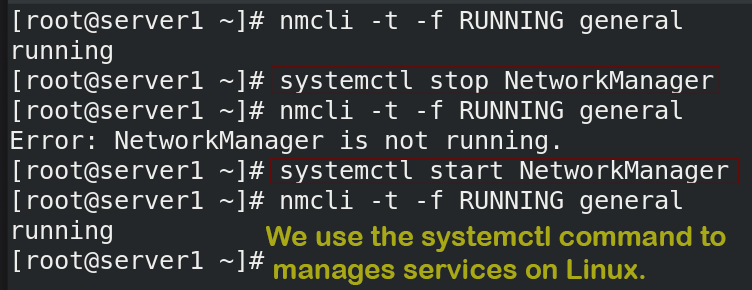 [root@server1 ~]# nmcli -t -f RUNNING general
running
[root@server1 ~]# systemctl stop NetworkManager
[root@server1 ~]# nmcli -t -f RUNNING general
Error: NetworkManager is not running.
[root@server1 ~]# systemctl start NetworkManager
[root@server1 ~]# nmcli -t -f RUNNING general
running
[root@server1 ~]#
We use the systemctl command to
manages services on Linux.